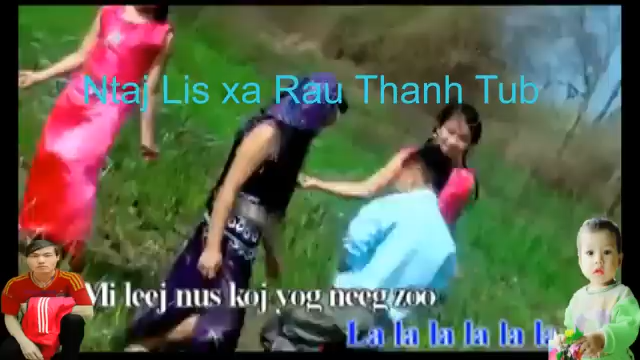 Ntaj Lis xa Rau Thanh Tub
Mi leej nus koj yog neeg zoo
La la la la la la